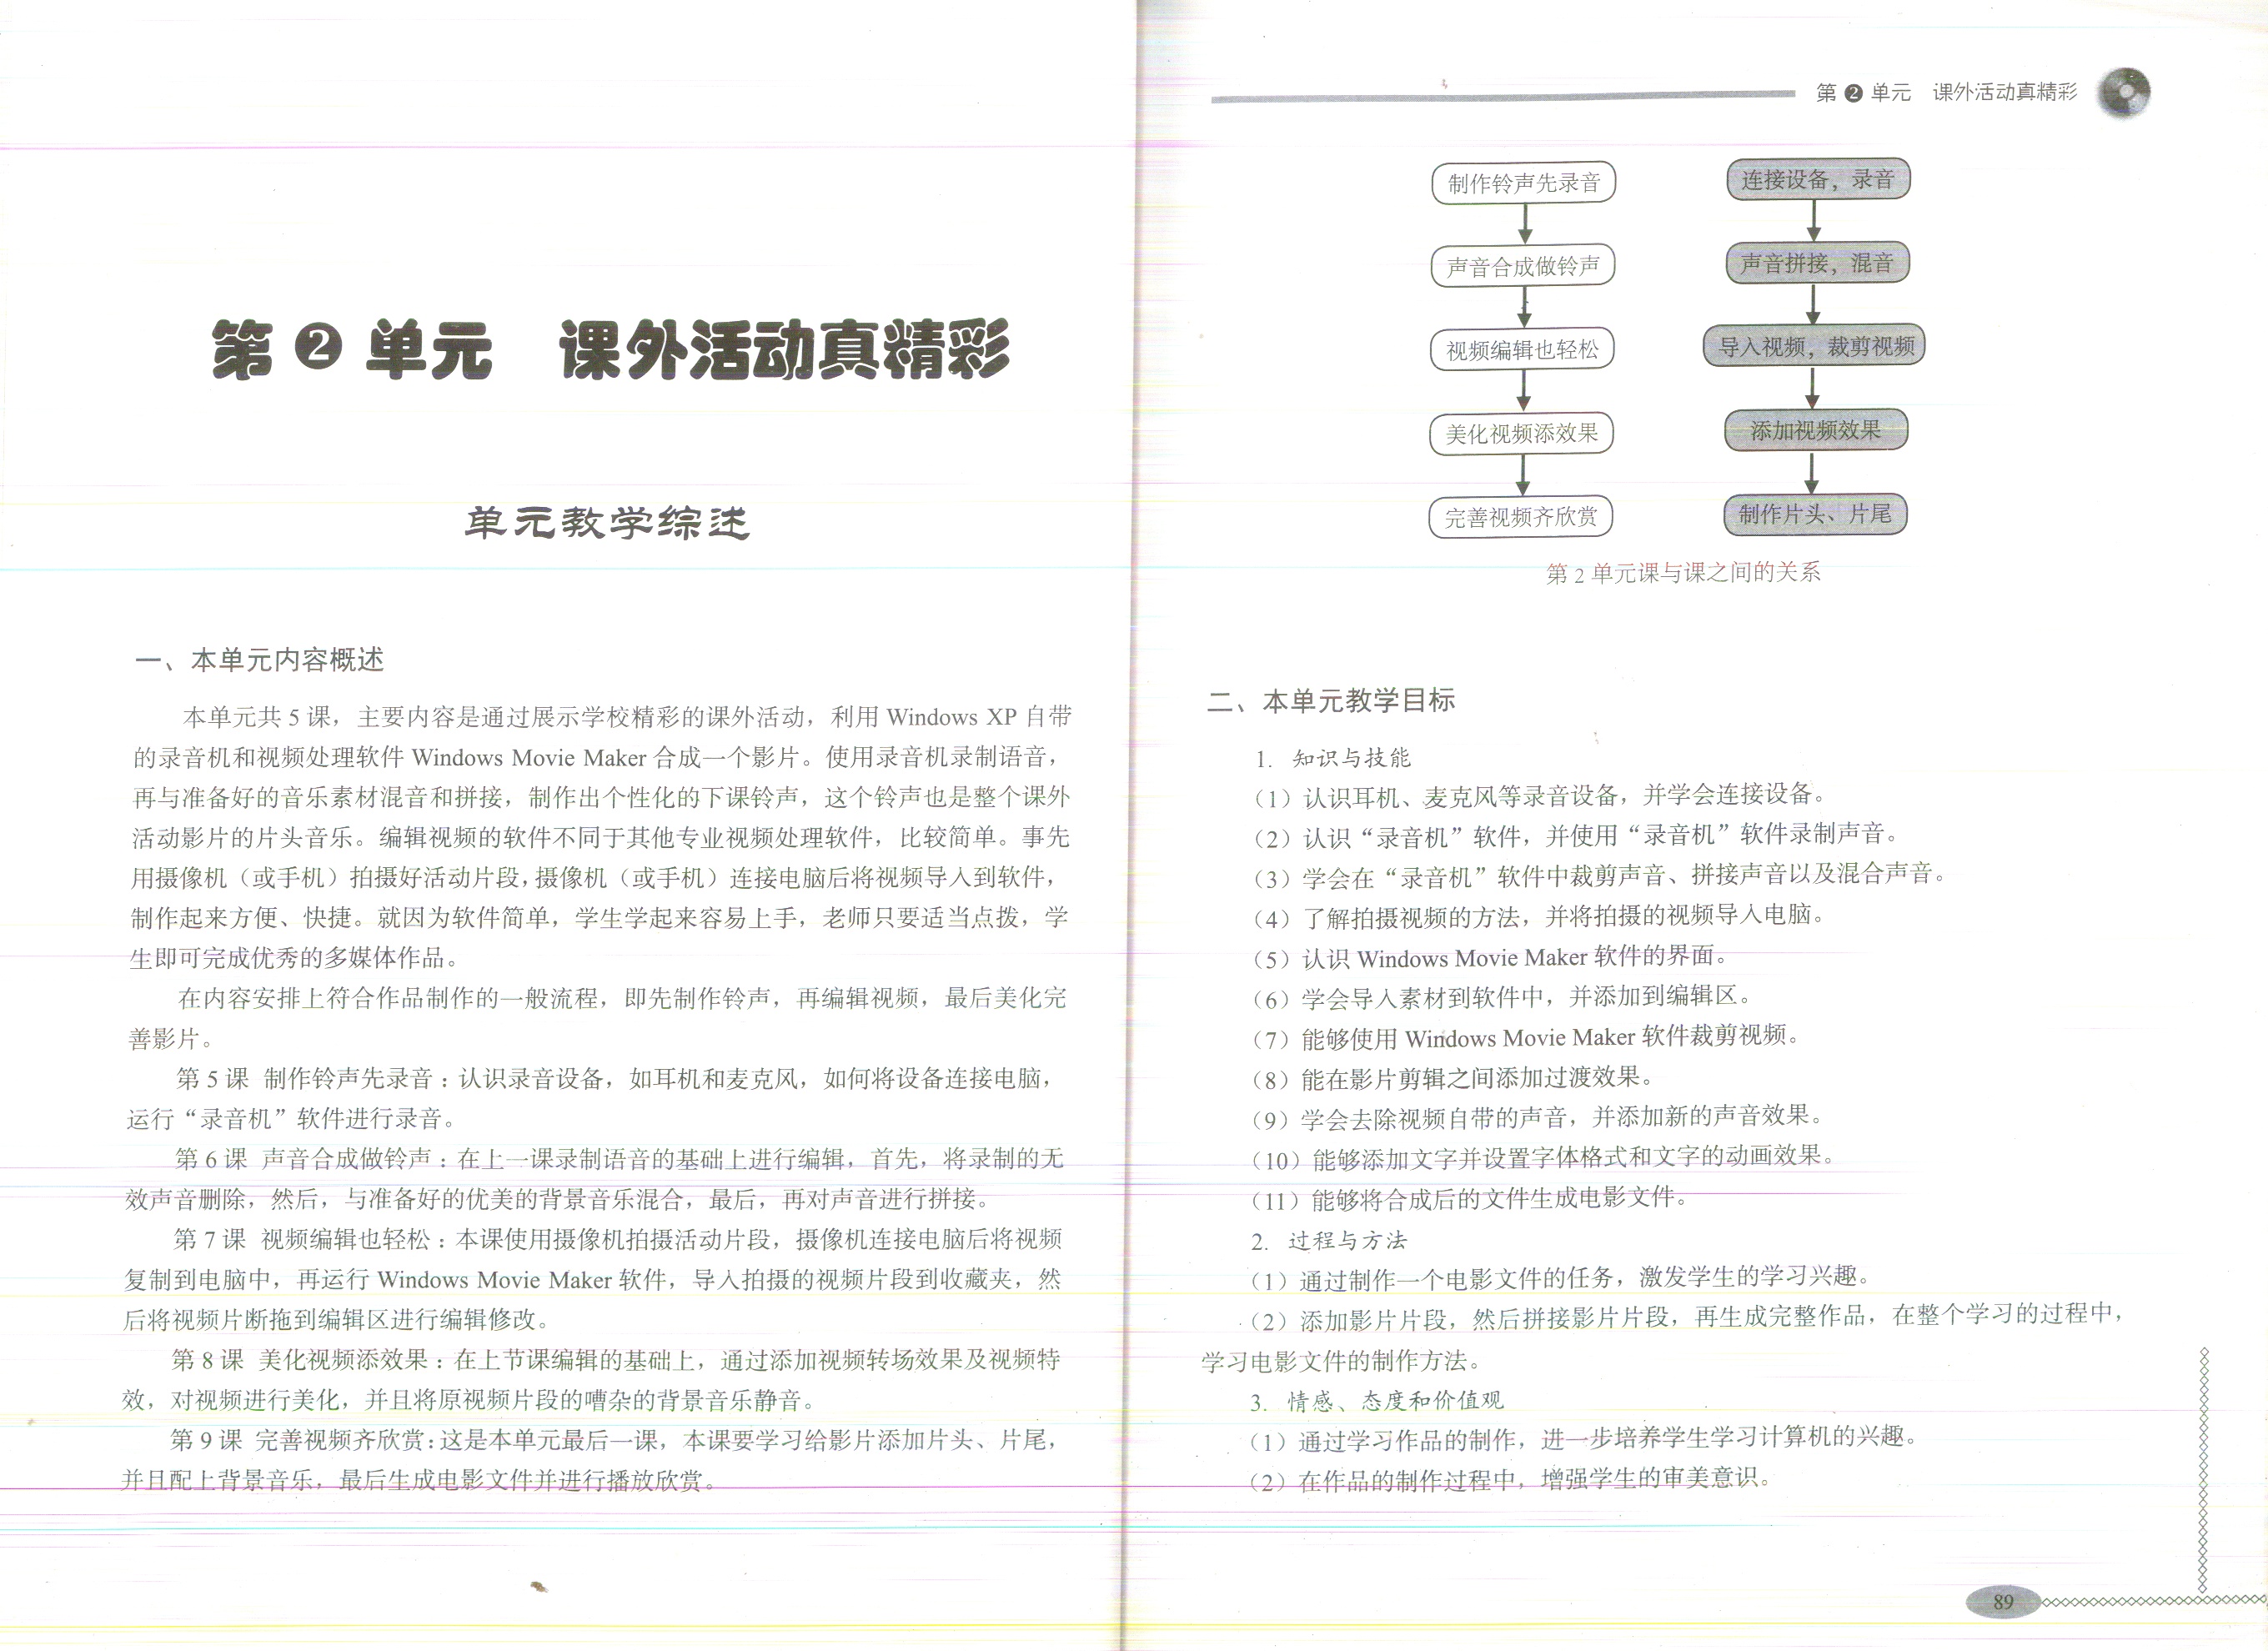 第2单元　课外活动真精彩
单元教学综述
一、本单元内容概述
本单元共 5 课，主要内容是通过展示学校精彩的课外活动，利用 Windows XP 自带
的录音机和视频处理软件 Windows Movie Maker 合成一个影片。使用录音机录制语音，
再与准备好的音乐素材混音和拼接，制作出个性化的下课铃声，这个铃声也是整个课外
活动影片的片头音乐。编辑视频的软件不同于其他专业视频处理软件，比较简单。事先
用摄像机（或手机）拍摄好活动片段，摄像机（或手机）连接电脑后将视频导入到软件，
制作起来方便、快捷。就因为软件简单，学生学起来容易上手，老师只要适当点拨，学
生即可完成优秀的多媒体作品。
在内容安排上符合作品制作的一般流程，即先制作铃声，再编辑视频，最后美化完
善影片。
第 5 课 制作铃声先录音：认识录音设备，如耳机和麦克风，如何将设备连接电脑，
运行“录音机”软件进行录音。
第 6 课 声音合成做铃声：在上一课录制语音的基础上进行编辑，首先，将录制的无
效声音删除，然后，与准备好的优美的背景音乐混合，最后，再对声音进行拼接。
第 7 课 视频编辑也轻松：本课使用摄像机拍摄活动片段，摄像机连接电脑后将视频
复制到电脑中，再运行 Windows Movie Maker 软件，导入拍摄的视频片段到收藏夹，然
后将视频片断拖到编辑区进行编辑修改。
第 8 课 美化视频添效果：在上节课编辑的基础上，通过添加视频转场效果及视频特
效，对视频进行美化，并且将原视频片段的嘈杂的背景音乐静音。
第 9 课 完善视频齐欣赏：这是本单元最后一课，本课要学习给影片添加片头、片尾，
并且配上背景音乐，最后生成电影文件并进行播放欣赏。
第2单元　课外活动真精彩
制作铃声先录音
声音合成做铃声
视频编辑也轻松
美化视频添效果
完善视频齐欣赏
连接设备，录音
声音拼接，混音
导入视频，裁剪视频
添加视频效果
制作片头、片尾
第 2 单元课与课之间的关系
二、本单元教学目标
1. 知识与技能
（1）认识耳机、麦克风等录音设备，并学会连接设备。
（2）认识“录音机”软件，并使用“录音机”软件录制声音。
（3）学会在“录音机”软件中裁剪声音、拼接声音以及混合声音。
（4）了解拍摄视频的方法，并将拍摄的视频导入电脑。
（5）认识 Windows Movie Maker 软件的界面。
（6）学会导入素材到软件中，并添加到编辑区。
（7）能够使用 Windows Movie Maker 软件裁剪视频。
（8）能在影片剪辑之间添加过渡效果。
（9）学会去除视频自带的声音，并添加新的声音效果。
（10）能够添加文字并设置字体格式和文字的动画效果。
（11）能够将合成后的文件生成电影文件。
2. 过程与方法
（1）通过制作一个电影文件的任务，激发学生的学习兴趣。
（2）添加影片片段，然后拼接影片片段，再生成完整作品，在整个学习的过程中，
学习电影文件的制作方法。
3. 情感、态度和价值观
（1）通过学习作品的制作，进一步培养学生学习计算机的兴趣。
（2）在作品的制作过程中，增强学生的审美意识。
89